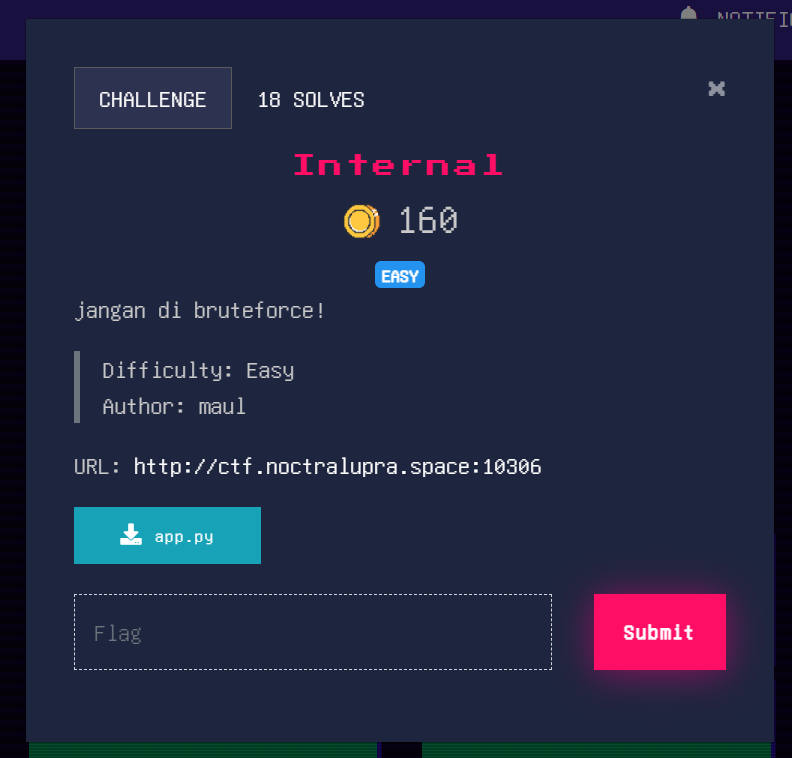 CHALLENGE
18 SOLVES
Internal
160
EASY
jangan di bruteforce!
Difficulty: Easy
Author: maul
URL: http://ctf.noctralupra.space:10306
app.py
Flag
Submit